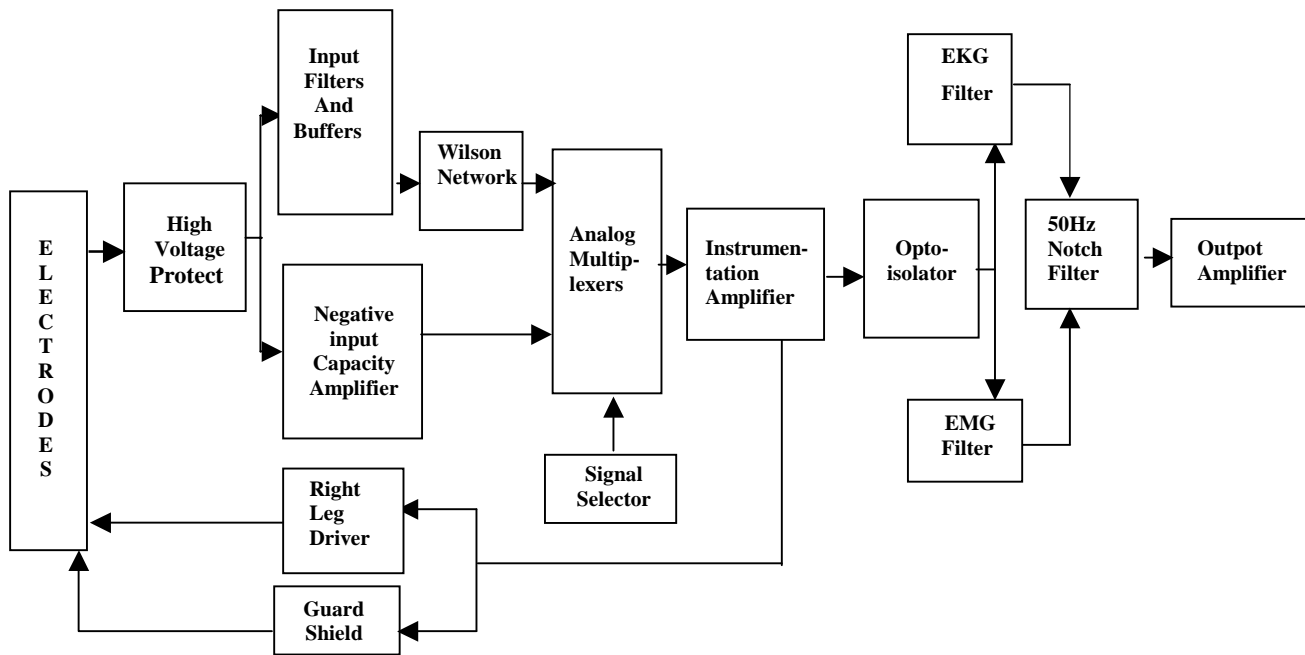 E
L
E
C
T
R
O
D
E
S
High
Voltage
Protect
Input
Filters
And
Buffers
Wilson
Network
Negative
input
Capacity
Amplifier
Analog
Multip-
lexers
Signal
Selector
Instrumen-
tation
Amplifier
Opto-
isolator
EKG
Filter
EMG
Filter
50Hz
Notch
Filter
Outpot
Amplifier
Right
Leg
Driver
Guard
Shield